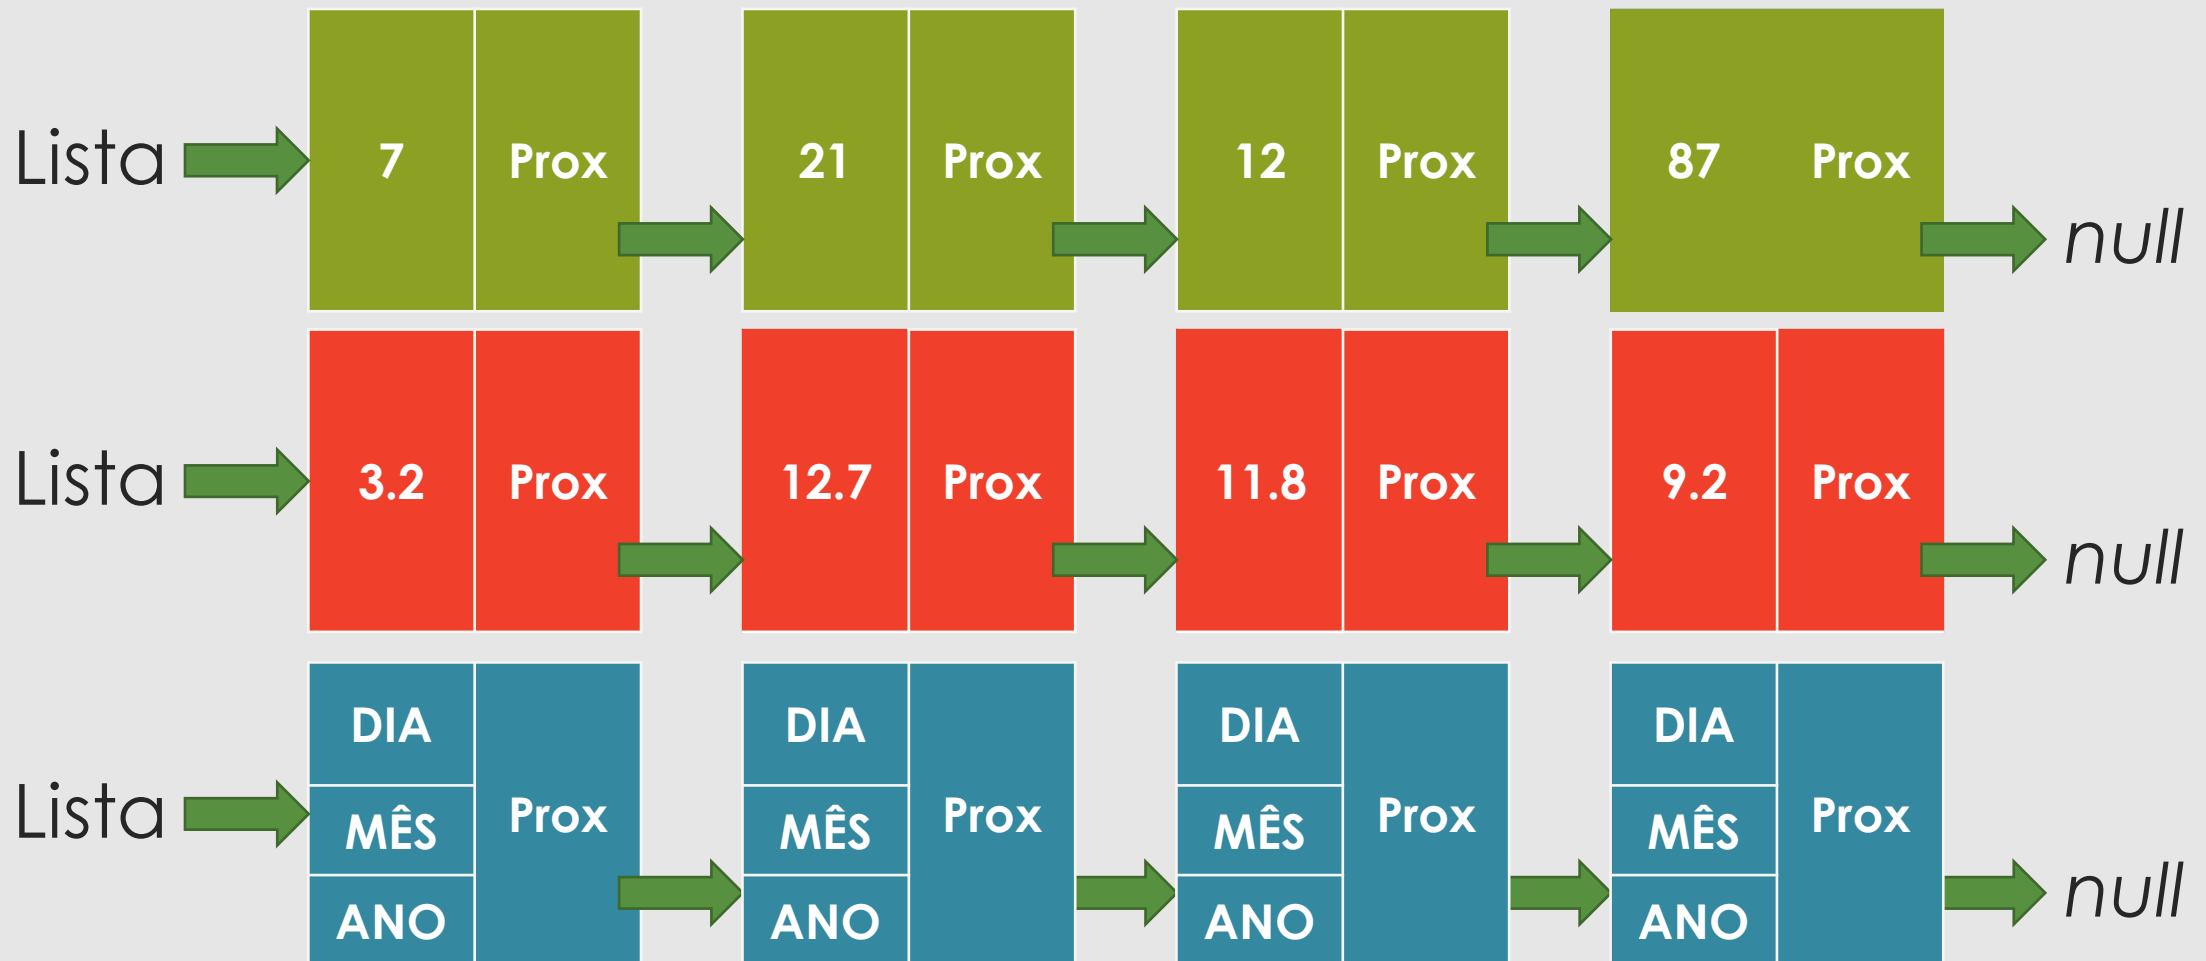 Lista 7 Prox 21 Prox 12 Prox 87 Prox null
Lista 3.2 Prox 12.7 Prox 11.8 Prox 9.2 Prox null
DIA DIA DIA DIA
Lista MÊS Prox MÊS Prox MÊS Prox MÊS Prox
ANO ANO ANO ANO null